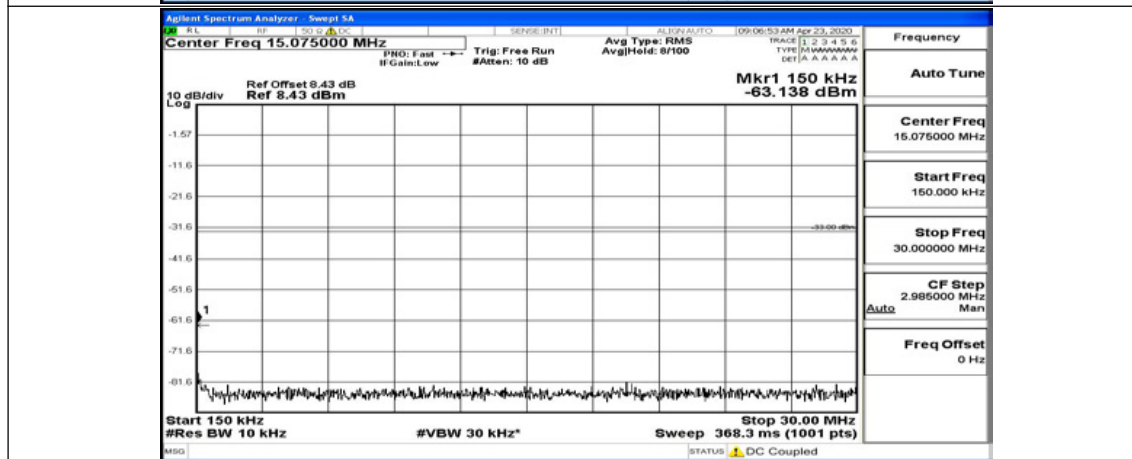 Agilent Spectrum Analyzer - Swept SA
RL RF 50 Ω DC SENSE:INT ALIGN AUTO 09:06:53 AM Apr 23, 2020
Center Freq 15.075000 MHz
PNO: Fast
IFGain:Low
Trig: Free Run
#Atten: 10 dB
Avg Type: RMS
Avg|Hold: 8/100
TRACE 1 2 3 4 5 6
TYPE MWWWWW
DET A A A A A A
Ref Offset 8.43 dB
Ref 8.43 dBm
10 dB/div
Log
Mkr1 150 kHz
-63.138 dBm
-1.57
-11.6
-21.6
-31.6
-33.00 dBm
-41.6
-51.6
1
-61.6
-71.6
-81.6
Start 150 kHz
Stop 30.00 MHz
#Res BW 10 kHz
#VBW 30 kHz*
Sweep 368.3 ms (1001 pts)
MSG
STATUS DC Coupled
Frequency
Auto Tune
Center Freq
15.075000 MHz
Start Freq
150.000 kHz
Stop Freq
30.000000 MHz
CF Step
2.985000 MHz
Auto Man
Freq Offset
0 Hz